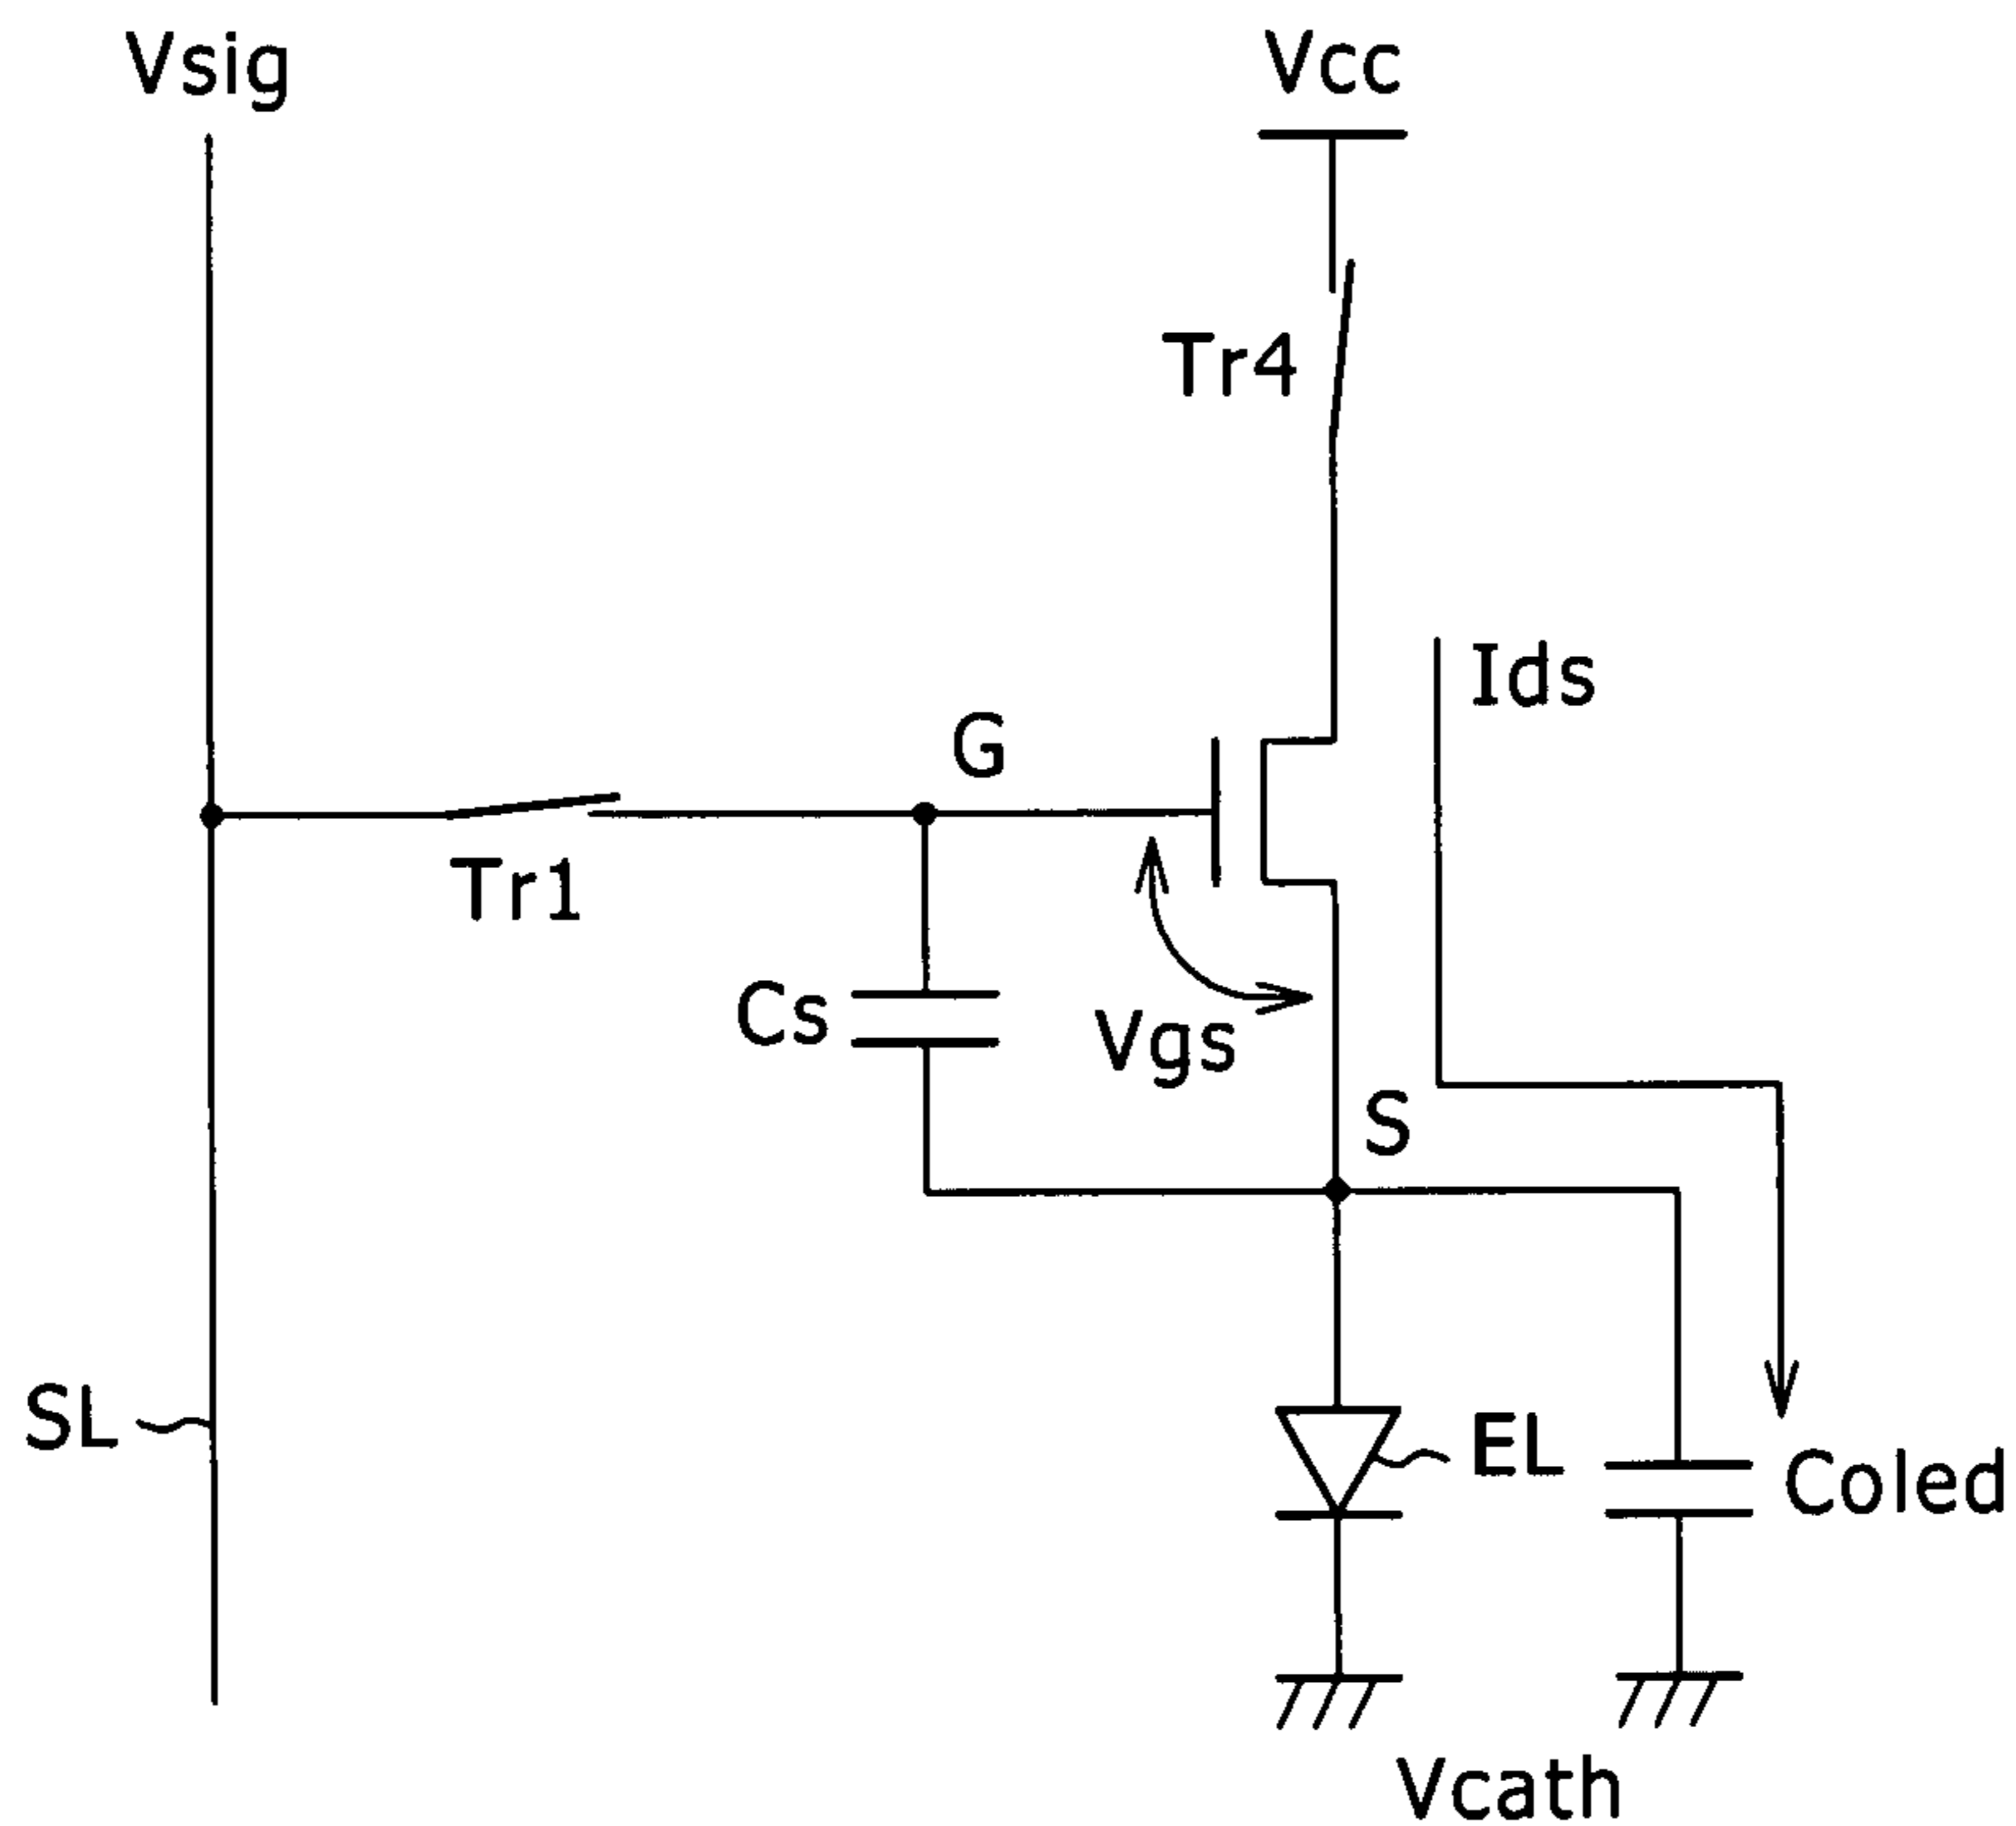 Vsig
Vcc
Tr4
Ids
G
Tr1
Cs
Vgs
S
SL
EL
Coled
Vcath